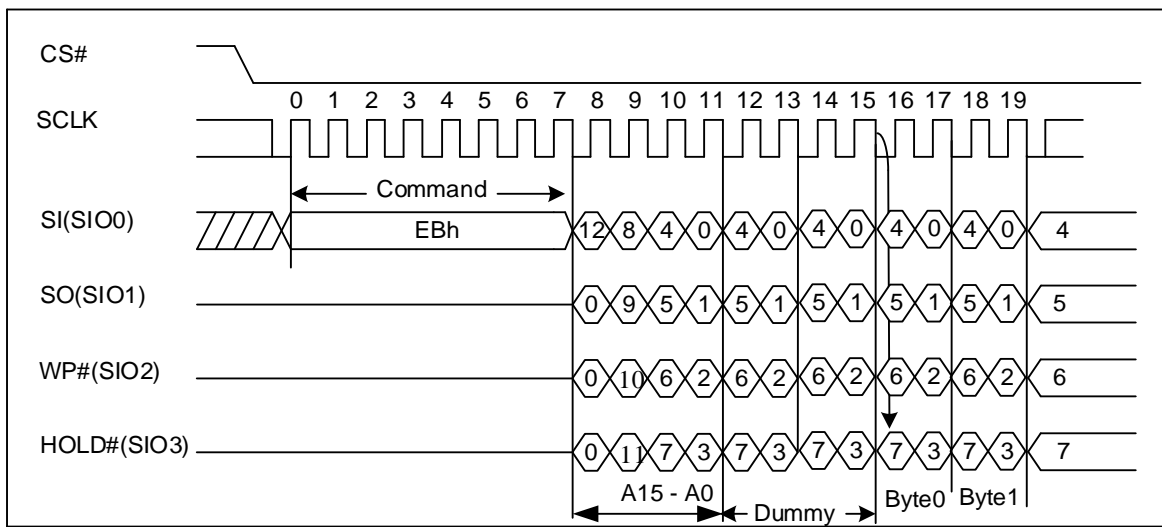 CS#
0 1 2 3 4 5 6 7 8 9 10 11 12 13 14 15 16 17 18 19
SCLK
Command
SI(SIO0) EBh 12 8 4 0 4 0 4 0 4 0 4 0 4
SO(SIO1) 0 9 5 1 5 1 5 1 5 1 5 1 5
WP#(SIO2) 0 10 6 2 6 2 6 2 6 2 6 2 6
HOLD#(SIO3) 0 11 7 3 7 3 7 3 7 3 7 3 7
A15 - A0 Dummy Byte0 Byte1